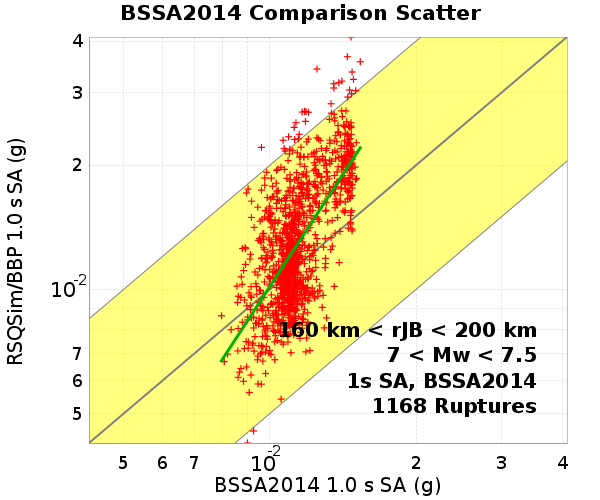 BSSA2014 Comparison Scatter
RSQSim/BBP 1.0 s SA (g)
4
3
2
10-2
7
6
5
160 km < rJB < 200 km
7 < Mw < 7.5
1s SA, BSSA2014
1168 Ruptures
5 6 7 10-2 2 3 4
BSSA2014 1.0 s SA (g)